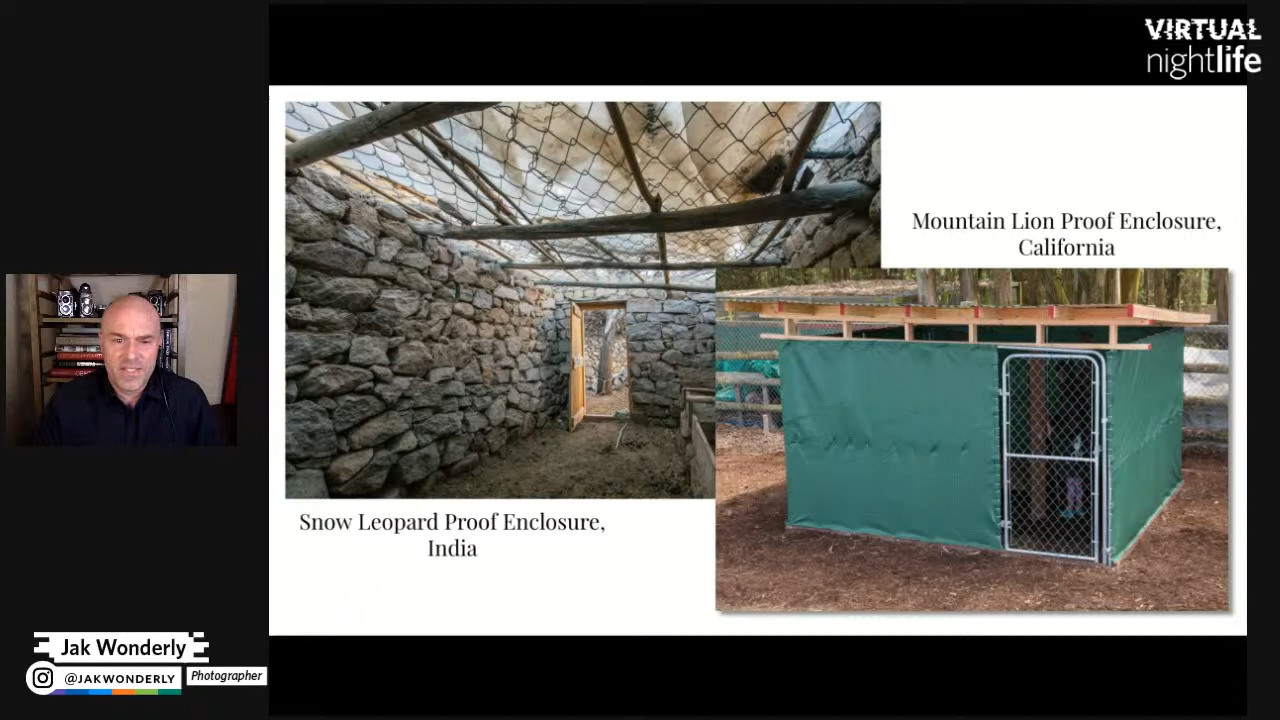 VIRTUAL
nightlife
Mountain Lion Proof Enclosure,
California
Snow Leopard Proof Enclosure,
India
Jak Wonderly
@JAKWONDERLY
Photographer